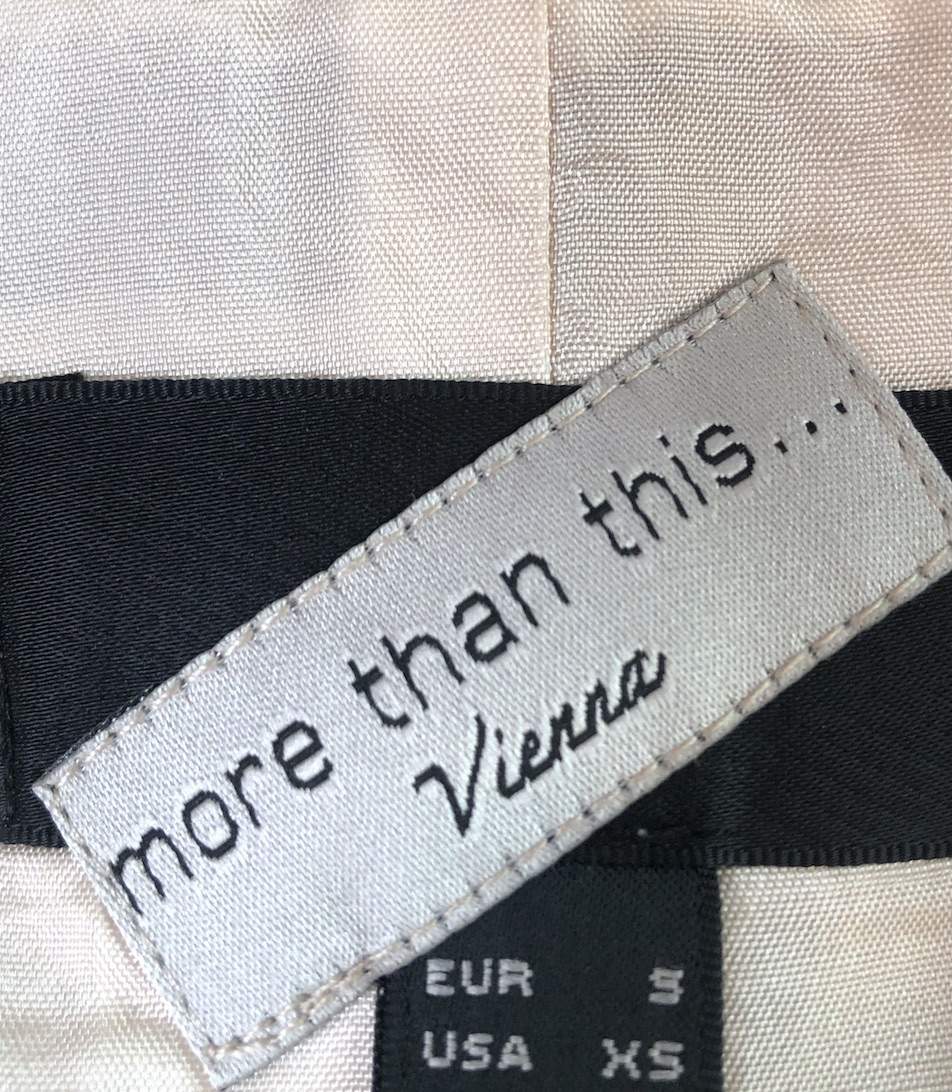 more than this...
Vienna
EUR S
USA XS